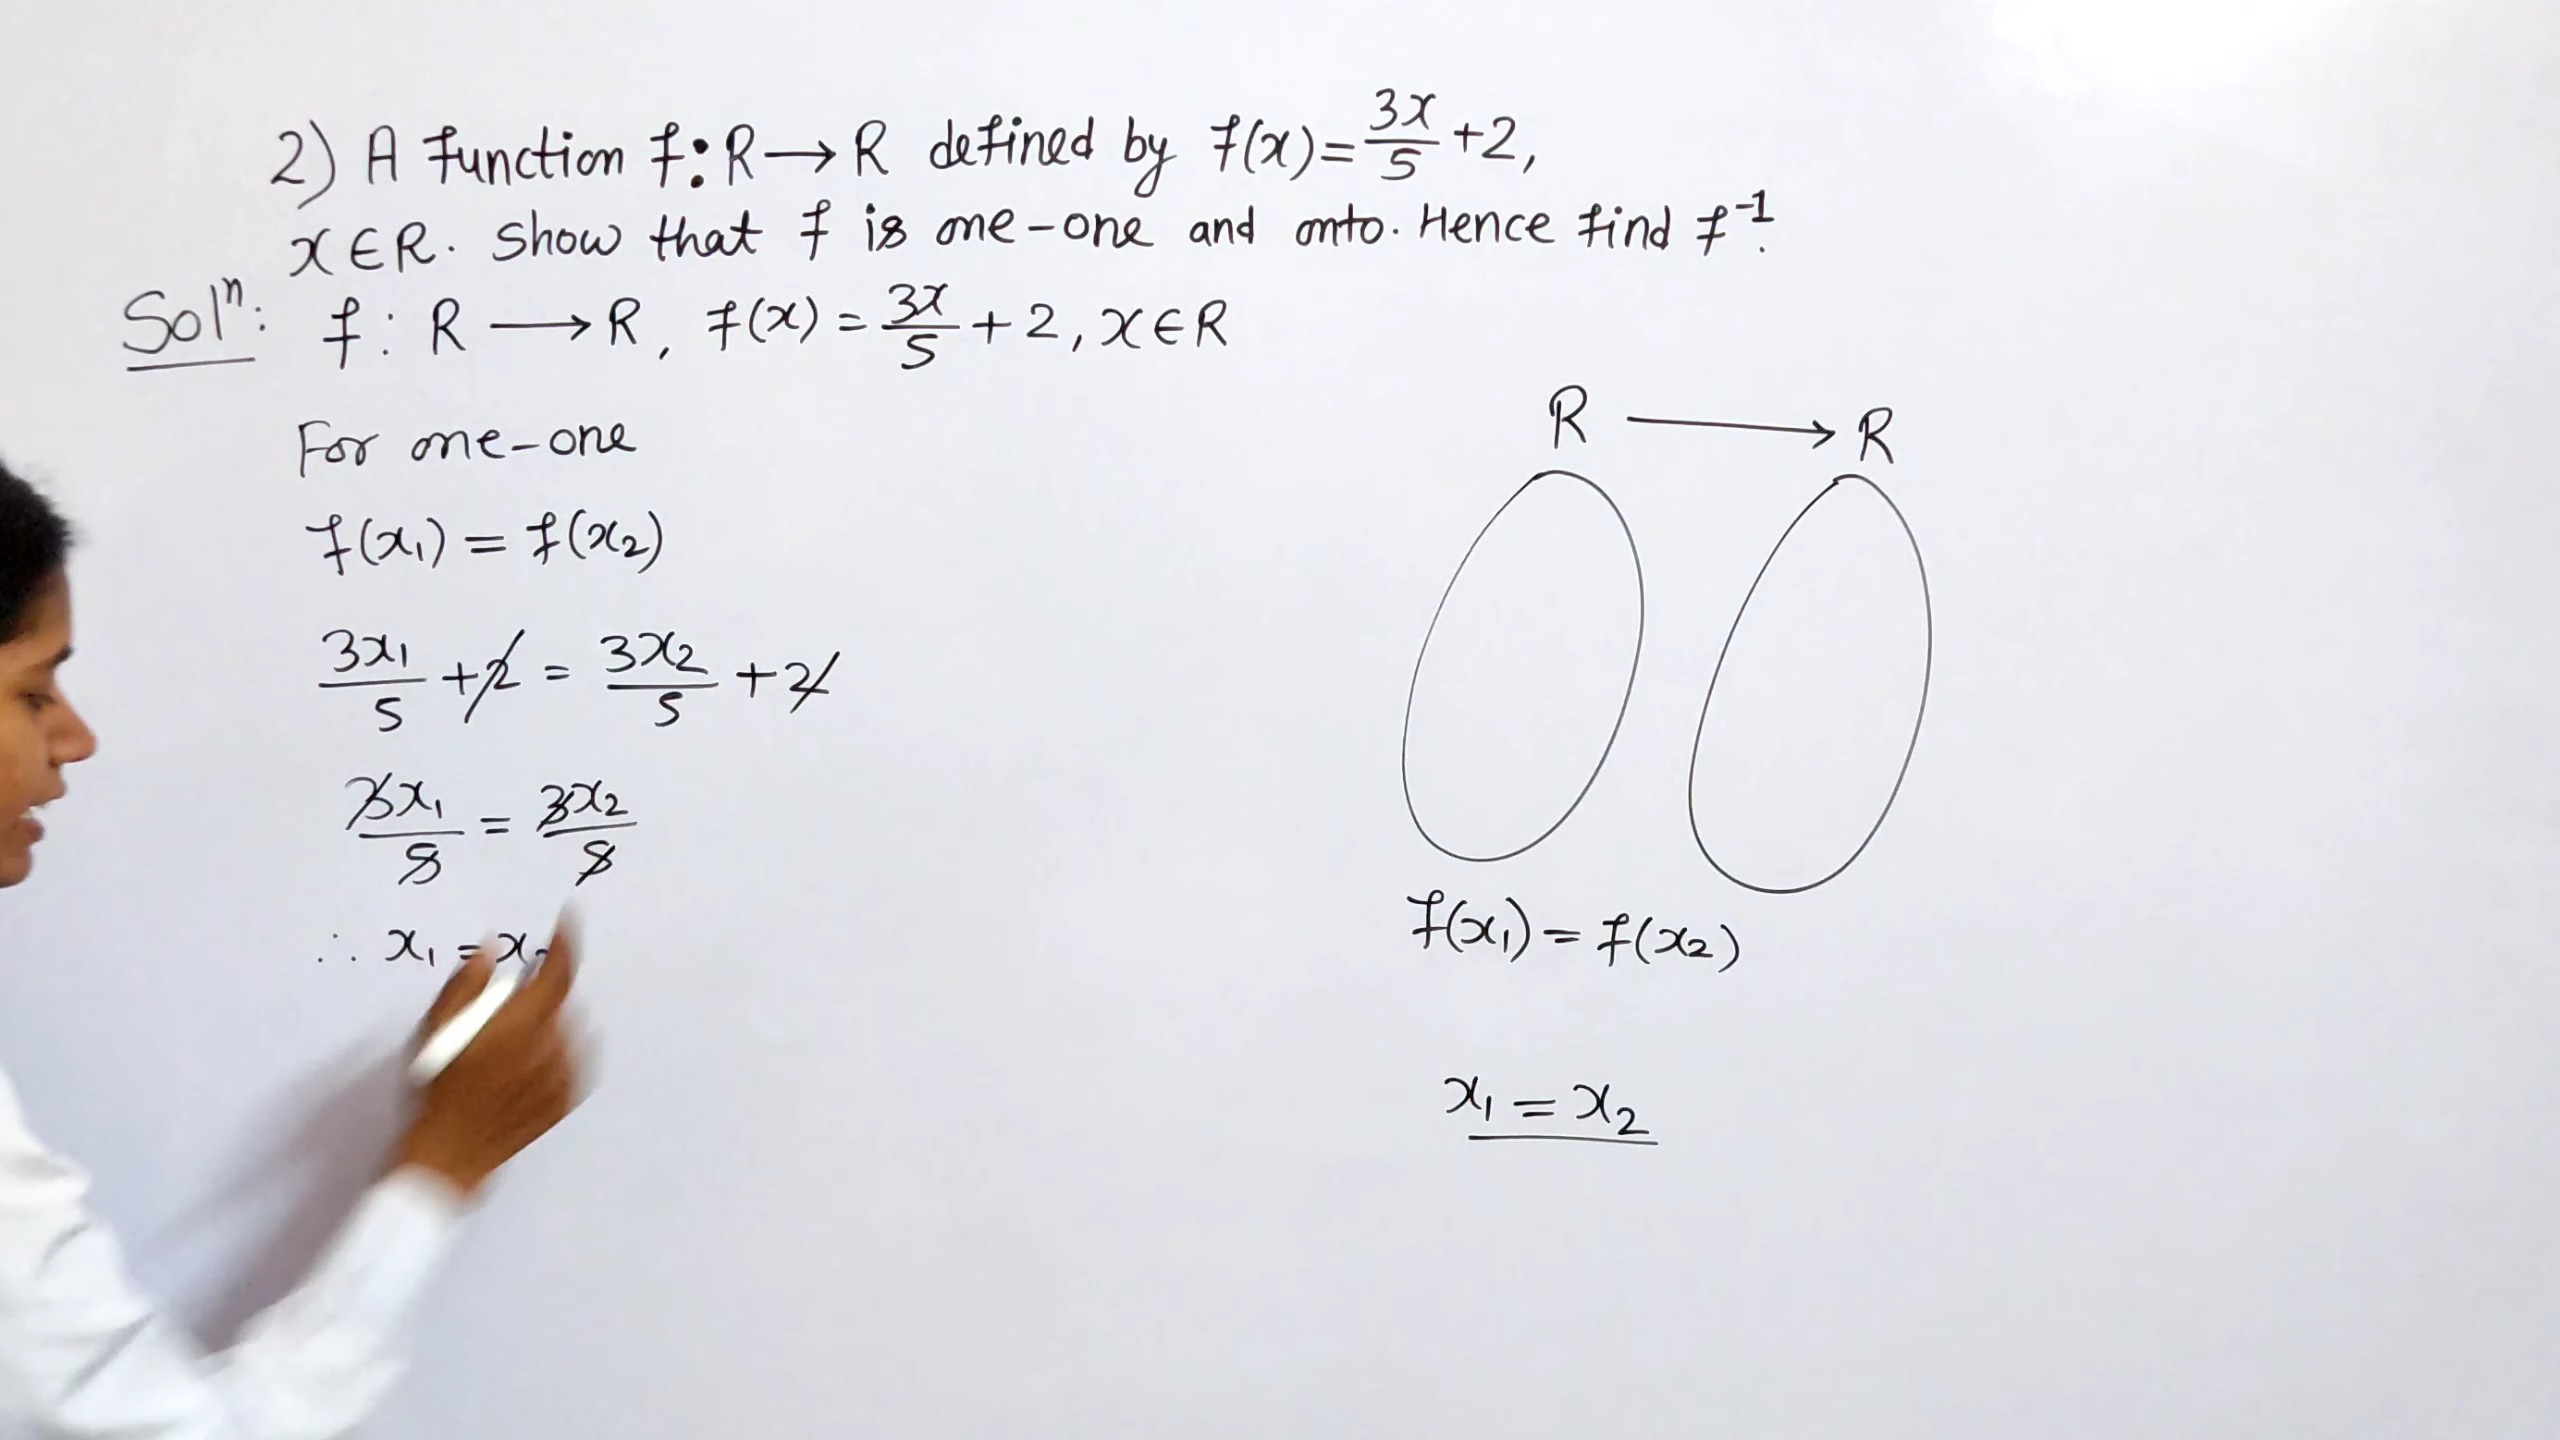 2) A function f: R → R defined by f(x) = 3x/5 + 2,
x ∈ R. Show that f is one-one and onto. Hence find f⁻¹.
Solⁿ: f : R → R, f(x) = 3x/5 + 2, x ∈ R
For one-one
f(x₁) = f(x₂)
3x₁/5 + 2 = 3x₂/5 + 2
3x₁/5 = 3x₂/5
∴ x₁ = x
R → R
f(x₁) = f(x₂)
x₁ = x₂